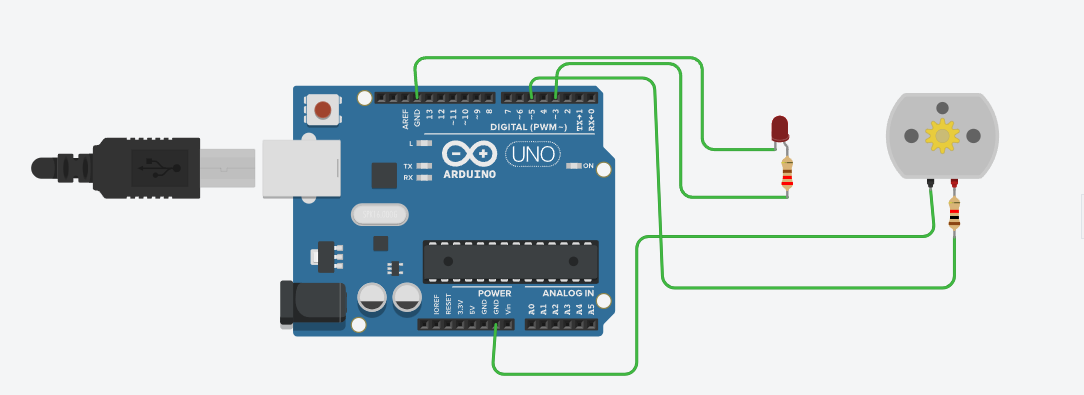 AREF
GND
13
12
~11
~10
~9
8
7
~6
~5
4
~3
2
TX→1
RX←0
DIGITAL (PWM~)
L
TX
RX
ARDUINO
UNO
ON
POWER
ANALOG IN
IOREF
RESET
3.3V
5V
GND
GND
Vin
A0
A1
A2
A3
A4
A5